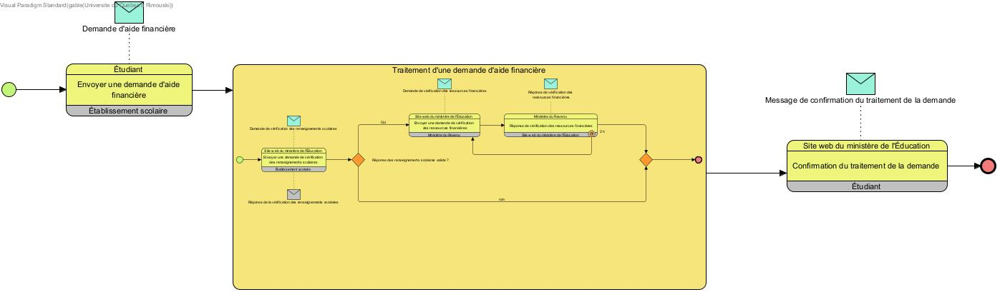 Visual Paradigm Standard(gable(Universite du Quebec à Rimouski))
Demande d'aide financière
Étudiant
Envoyer une demande d'aide
financière
Établissement scolaire
Traitement d'une demande d'aide financière
Demande de vérification des renseignements scolaires
Site web du ministère de l'Éducation
Envoyer une demande de vérification
des renseignements scolaires
Établissement scolaire
Réponse de la vérification des renseignements scolaires
Réponse des renseignements scolaires valide ?
Oui
non
Demande de vérification des ressources financières
Site web du ministère de l'Éducation
Envoyer une demande de vérification
des ressources financières
Ministère du Revenu
Réponse de vérification des
ressources financières
Ministère du Revenu
Réponse de vérification des ressources financières
Site web du ministère de l'Éducation
2 h
Message de confirmation du traitement de la demande
Site web du ministère de l'Éducation
Confirmation du traitement de la demande
Étudiant